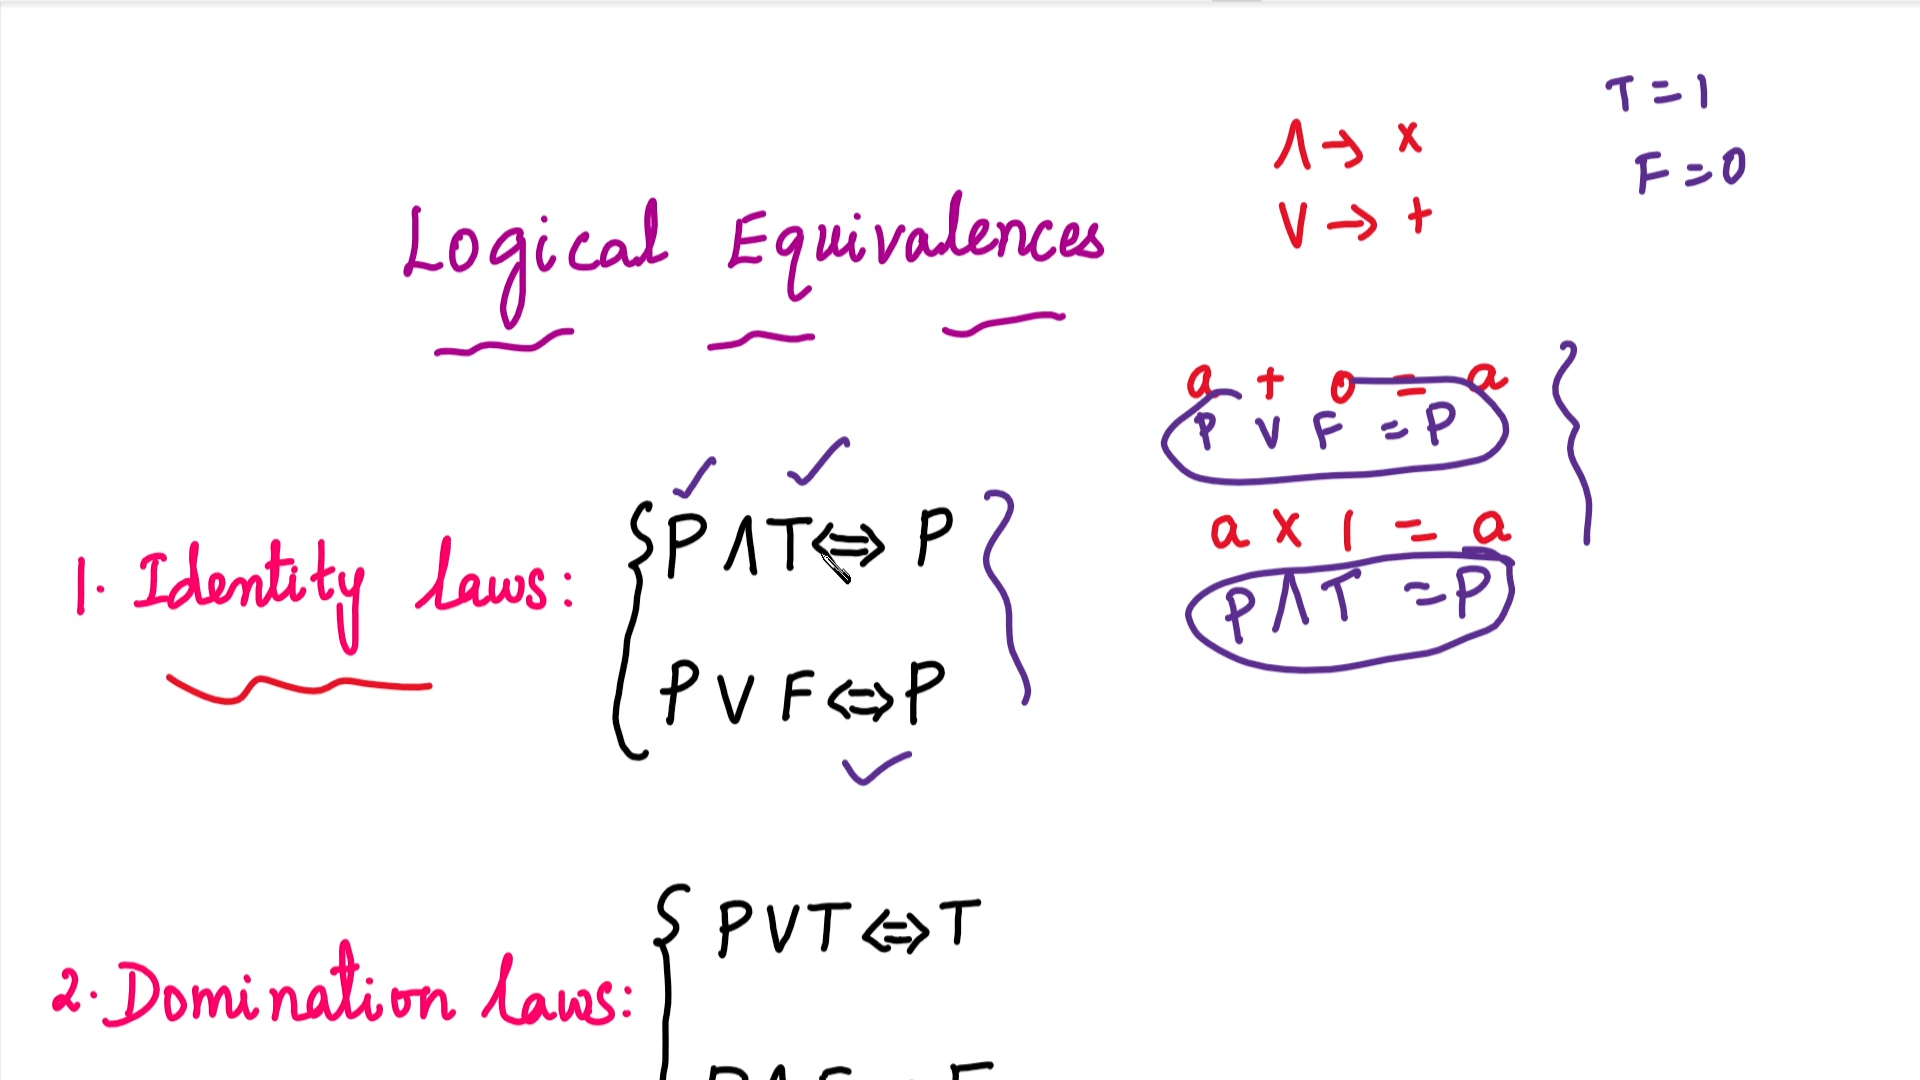 T = 1
Λ → x
F = 0
V → +
Logical Equivalences
a + 0 = a
P V F = P
1. Identity laws: { P Λ T ⇔ P }
a x 1 = a
P Λ T = P
P V F ⇔ P
2. Domination laws: { P V T ⇔ T